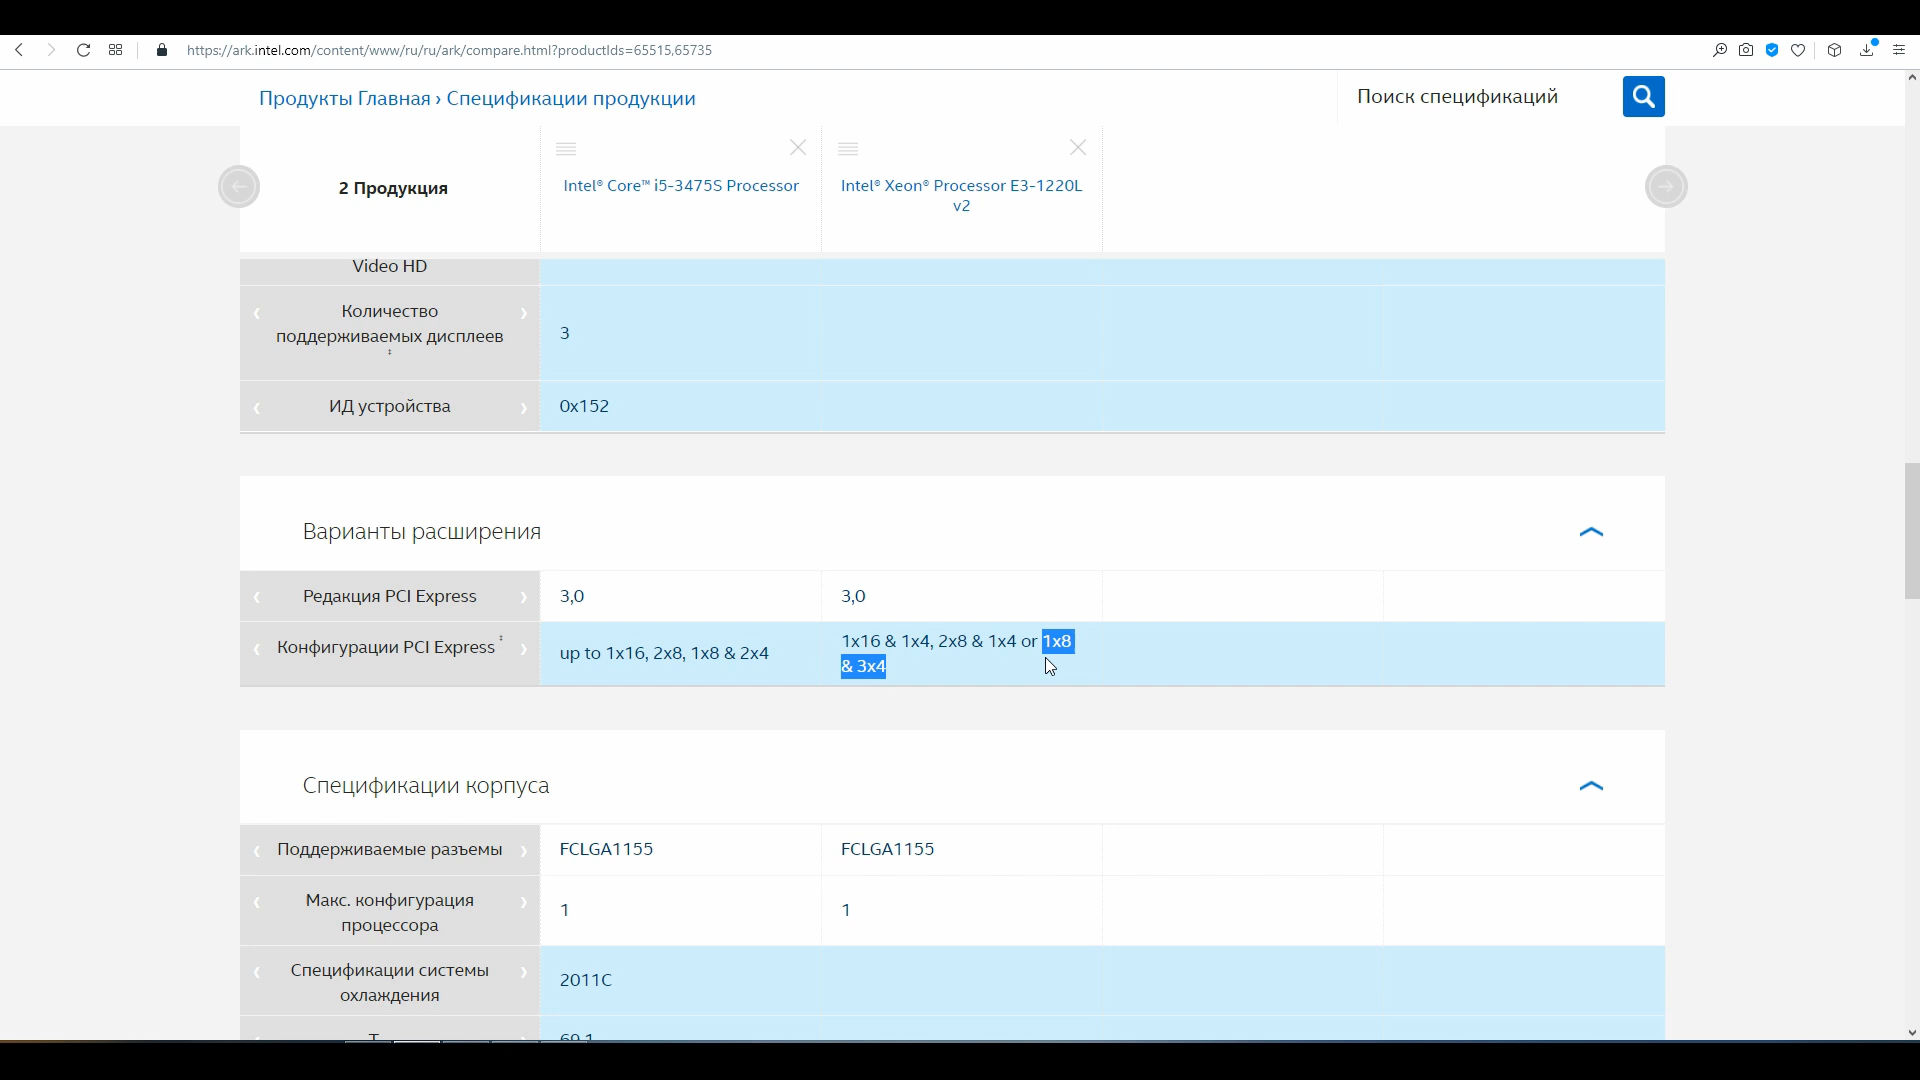 https://ark.intel.com/content/www/ru/ru/ark/compare.html?productIds=65515,65735
Продукты Главная › Спецификации продукции
Поиск спецификаций
2 Продукция
Intel® Core™ i5-3475S Processor
Intel® Xeon® Processor E3-1220L
v2
Video HD
Количество
поддерживаемых дисплеев
‡
3
ИД устройства
0x152
Варианты расширения
Редакция PCI Express
3,0
3,0
Конфигурации PCI Express ‡
up to 1x16, 2x8, 1x8 & 2x4
1x16 & 1x4, 2x8 & 1x4 or 1x8
& 3x4
Спецификации корпуса
Поддерживаемые разъемы
FCLGA1155
FCLGA1155
Макс. конфигурация
процессора
1
1
Спецификации системы
охлаждения
2011C